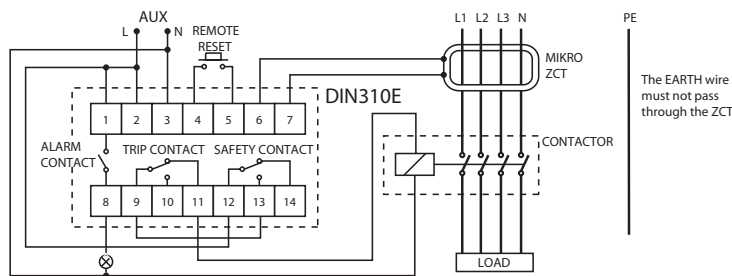 AUX
L
N
REMOTE
RESET
L1 L2 L3 N
PE
MIKRO
ZCT
The EARTH wire
must not pass
through the ZCT
DIN310E
1 2 3 4 5 6 7
ALARM
CONTACT
TRIP CONTACT
SAFETY CONTACT
CONTACTOR
8 9 10 11 12 13 14
LOAD